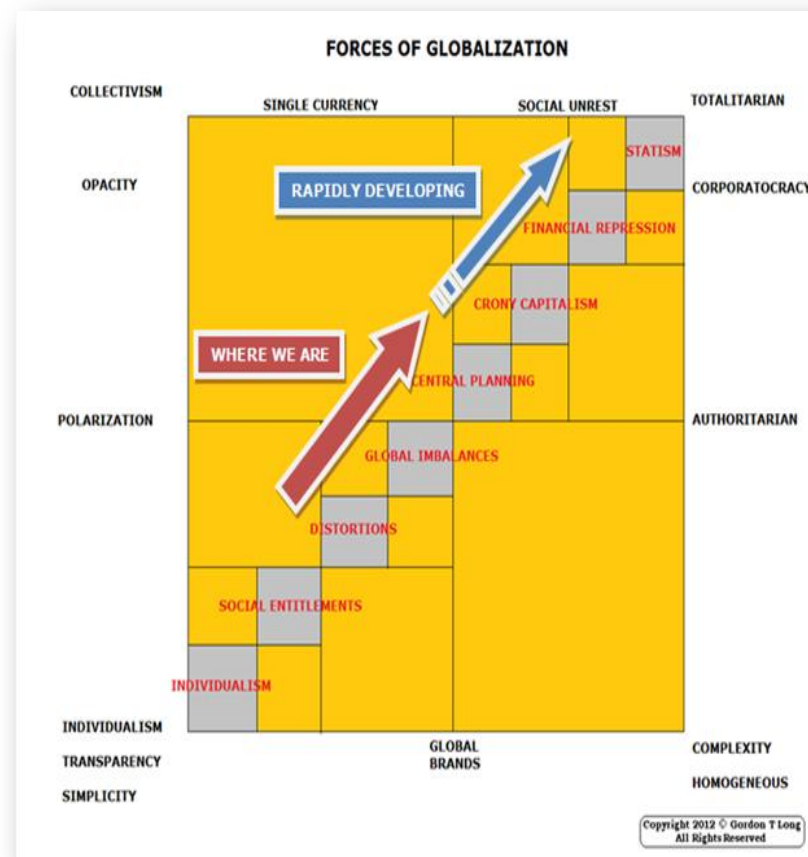 FORCES OF GLOBALIZATION
COLLECTIVISM
SINGLE CURRENCY
SOCIAL UNREST
TOTALITARIAN
STATISM
OPACITY
RAPIDLY DEVELOPING
CORPORATOCRACY
FINANCIAL REPRESSION
CRONY CAPITALISM
WHERE WE ARE
CENTRAL PLANNING
POLARIZATION
AUTHORITARIAN
GLOBAL IMBALANCES
DISTORTIONS
SOCIAL ENTITLEMENTS
INDIVIDUALISM
INDIVIDUALISM
TRANSPARENCY
SIMPLICITY
GLOBAL
BRANDS
COMPLEXITY
HOMOGENEOUS
Copyright 2012 © Gordon T Long
All Rights Reserved